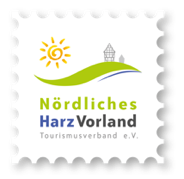 Nördliches
HarzVorland
Tourismusverband e.V.